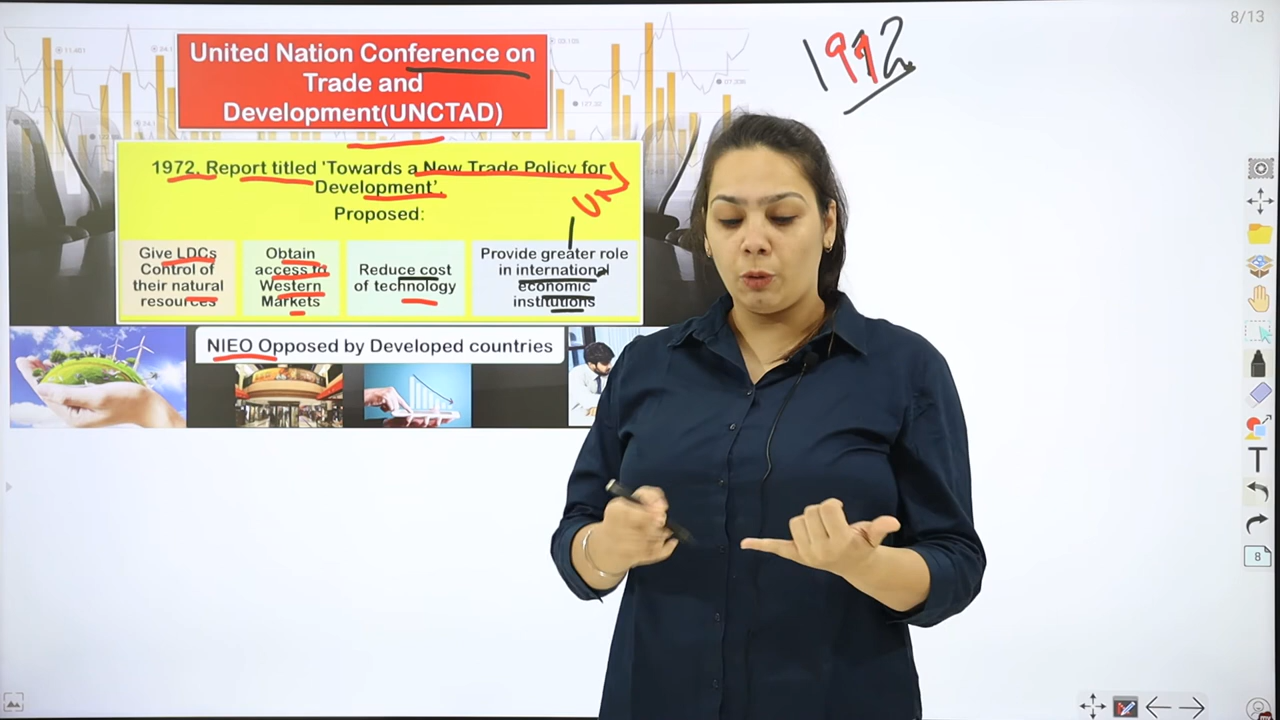 8/13
1992
United Nation Conference on
Trade and
Development(UNCTAD)
1972, Report titled 'Towards a New Trade Policy for
Development'.
Proposed:
UN
Give LDCs
Control of
their natural
resources
Obtain
access to
Western
Markets
Reduce cost
of technology
Provide greater role
in international
economic
institutions
NIEO Opposed by Developed countries
T
8